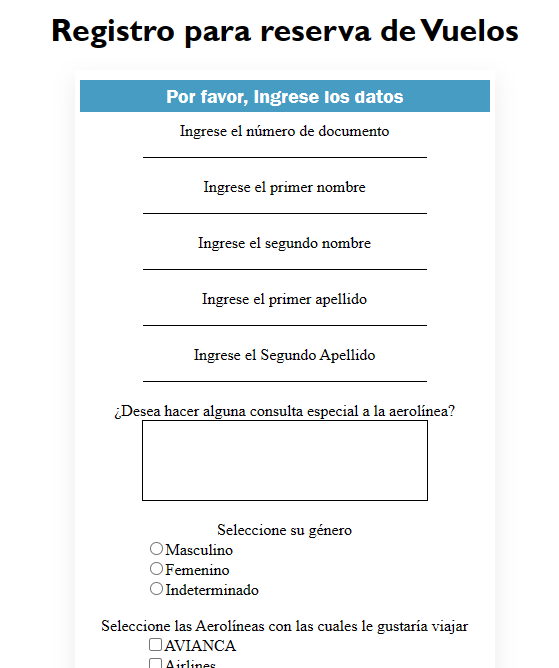 Registro para reserva de Vuelos
Por favor, Ingrese los datos
Ingrese el número de documento
Ingrese el primer nombre
Ingrese el segundo nombre
Ingrese el primer apellido
Ingrese el Segundo Apellido
¿Desea hacer alguna consulta especial a la aerolínea?
Seleccione su género
Masculino
Femenino
Indeterminado
Seleccione las Aerolíneas con las cuales le gustaría viajar
AVIANCA
Airlines